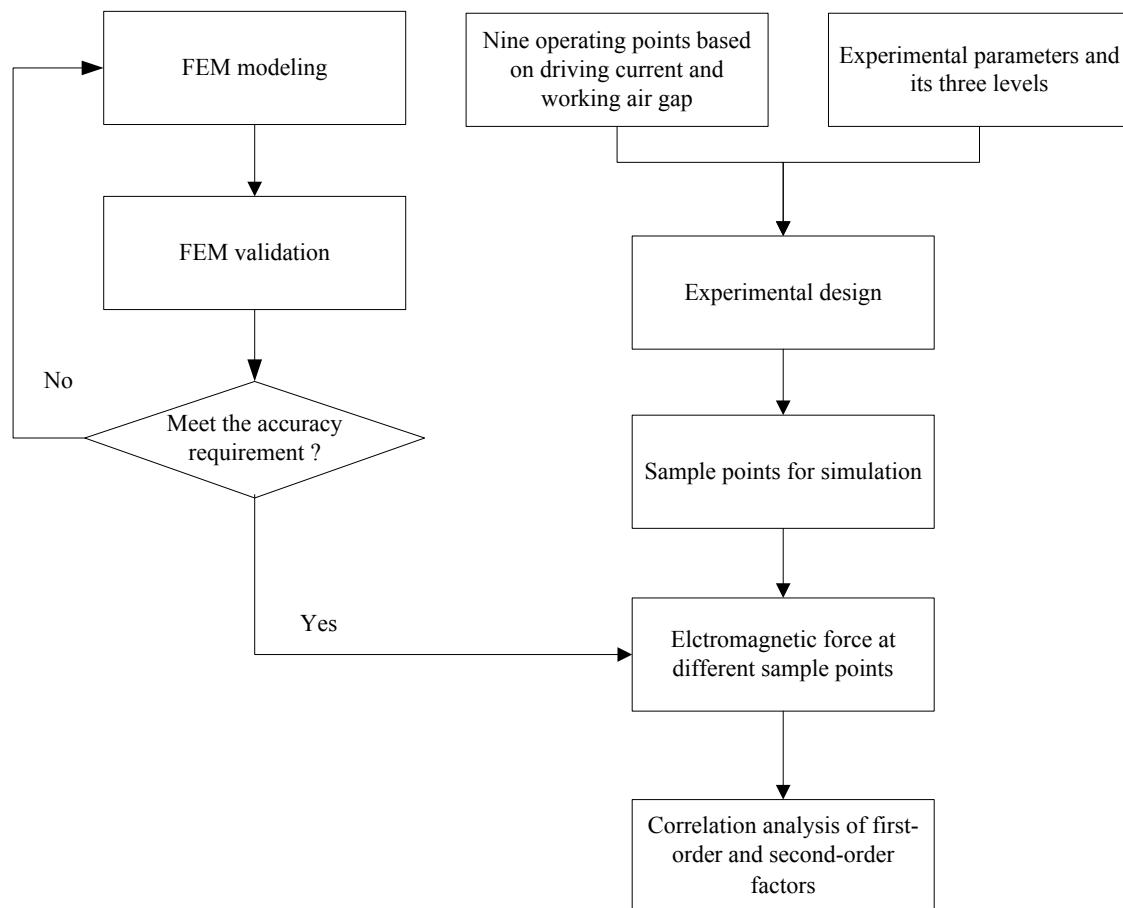 FEM modeling
FEM validation
No
Meet the accuracy
requirement ?
Yes
Nine operating points based
on driving current and
working air gap
Experimental parameters and
its three levels
Experimental design
Sample points for simulation
Elctromagnetic force at
different sample points
Correlation analysis of first-
order and second-order
factors